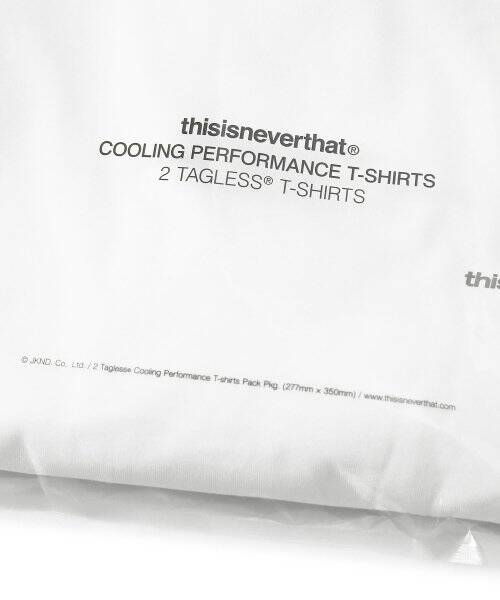 thisisneverthat®
COOLING PERFORMANCE T-SHIRTS
2 TAGLESS® T-SHIRTS
this
© JKND. Co,. Ltd. / 2 Tagless® Cooling Performance T-shirts Pack Pkg. (277mm x 350mm) / www.thisisneverthat.com